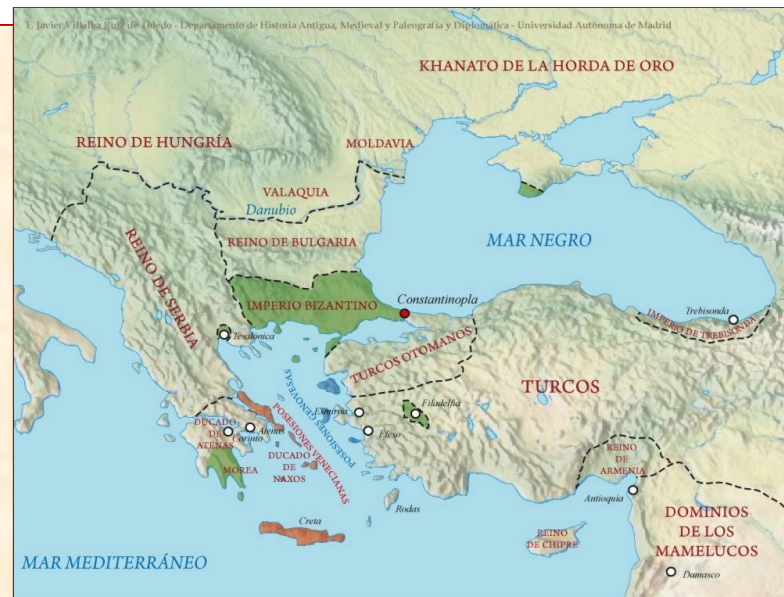 F. Javier Villalba Ruiz de Toledo - Departamento de Historia Antigua, Medieval y Paleografía y Diplomática - Universidad Autónoma de Madrid
KHANATO DE LA HORDA DE ORO
REINO DE HUNGRÍA
MOLDAVIA
VALAQUIA
Danubio
REINO DE BULGARIA
MAR NEGRO
REINO DE SERBIA
IMPERIO BIZANTINO
Constantinopla
Trebisonda
IMPERIO DE TREBISONDA
Tesalónica
TURCOS OTOMANOS
TURCOS
POSESIONES GENOVESAS
POSESIONES VENECIANAS
Esmirna
Filadelfia
Éfeso
DUCADO
DE
ATENAS
Atenas
Corinto
MOREA
DUCADO
DE
NAXOS
REINO
DE
ARMENIA
Antioquia
Rodas
Creta
REINO
DE CHIPRE
DOMINIOS
DE LOS
MAMELUCOS
Damasco
MAR MEDITERRÁNEO